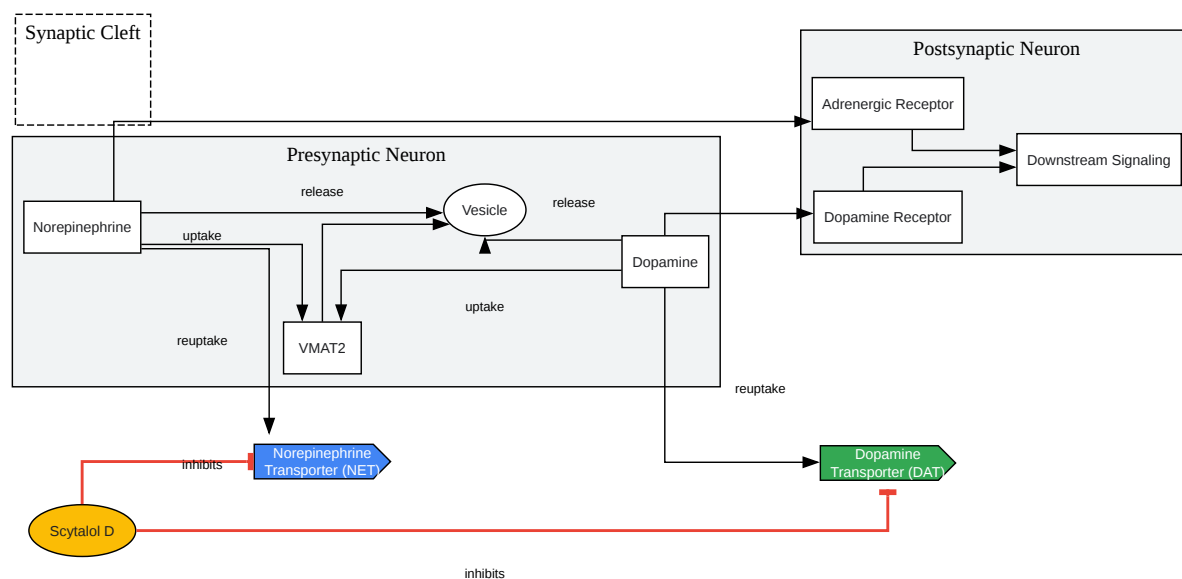 Synaptic Cleft
Postsynaptic Neuron
Adrenergic Receptor
Downstream Signaling
Dopamine Receptor
Presynaptic Neuron
release
Vesicle
release
Norepinephrine
uptake
Dopamine
uptake
VMAT2
reuptake
reuptake
Norepinephrine
Transporter (NET)
inhibits
Dopamine
Transporter (DAT)
Scytalol D
inhibits